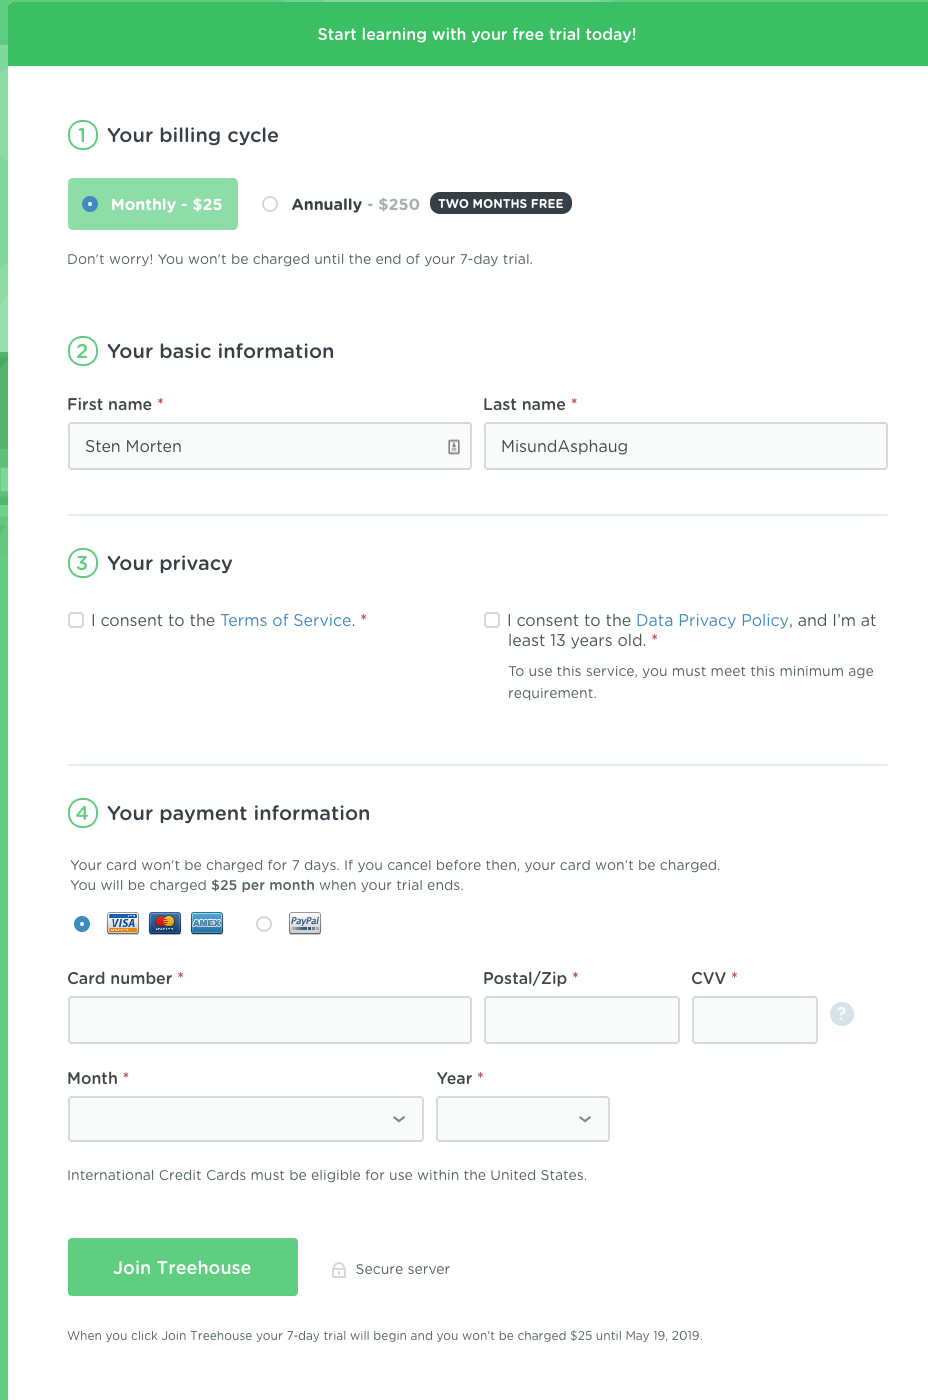 Start learning with your free trial today!
1 Your billing cycle
Monthly - $25 Annually - $250 TWO MONTHS FREE
Don't worry! You won't be charged until the end of your 7-day trial.
2 Your basic information
First name * Last name *
Sten Morten MisundAsphaug
3 Your privacy
I consent to the Terms of Service. *
I consent to the Data Privacy Policy, and I'm at
least 13 years old. *
To use this service, you must meet this minimum age
requirement.
4 Your payment information
Your card won't be charged for 7 days. If you cancel before then, your card won't be charged.
You will be charged $25 per month when your trial ends.
VISA AMEX PayPal
Card number * Postal/Zip * CVV *
?
Month * Year *
International Credit Cards must be eligible for use within the United States.
Join Treehouse Secure server
When you click Join Treehouse your 7-day trial will begin and you won't be charged $25 until May 19, 2019.